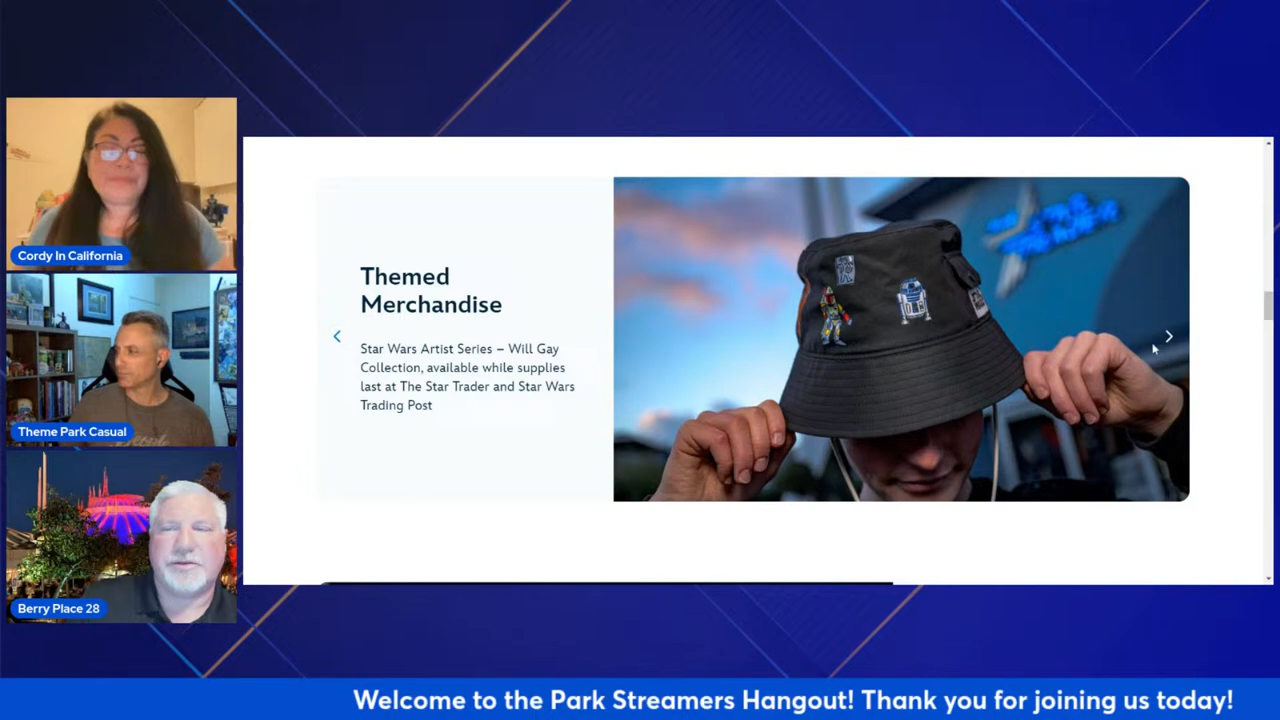 Cordy In California
Theme Park Casual
Berry Place 28
Themed
Merchandise
Star Wars Artist Series – Will Gay
Collection, available while supplies
last at The Star Trader and Star Wars
Trading Post
Welcome to the Park Streamers Hangout! Thank you for joining us today!